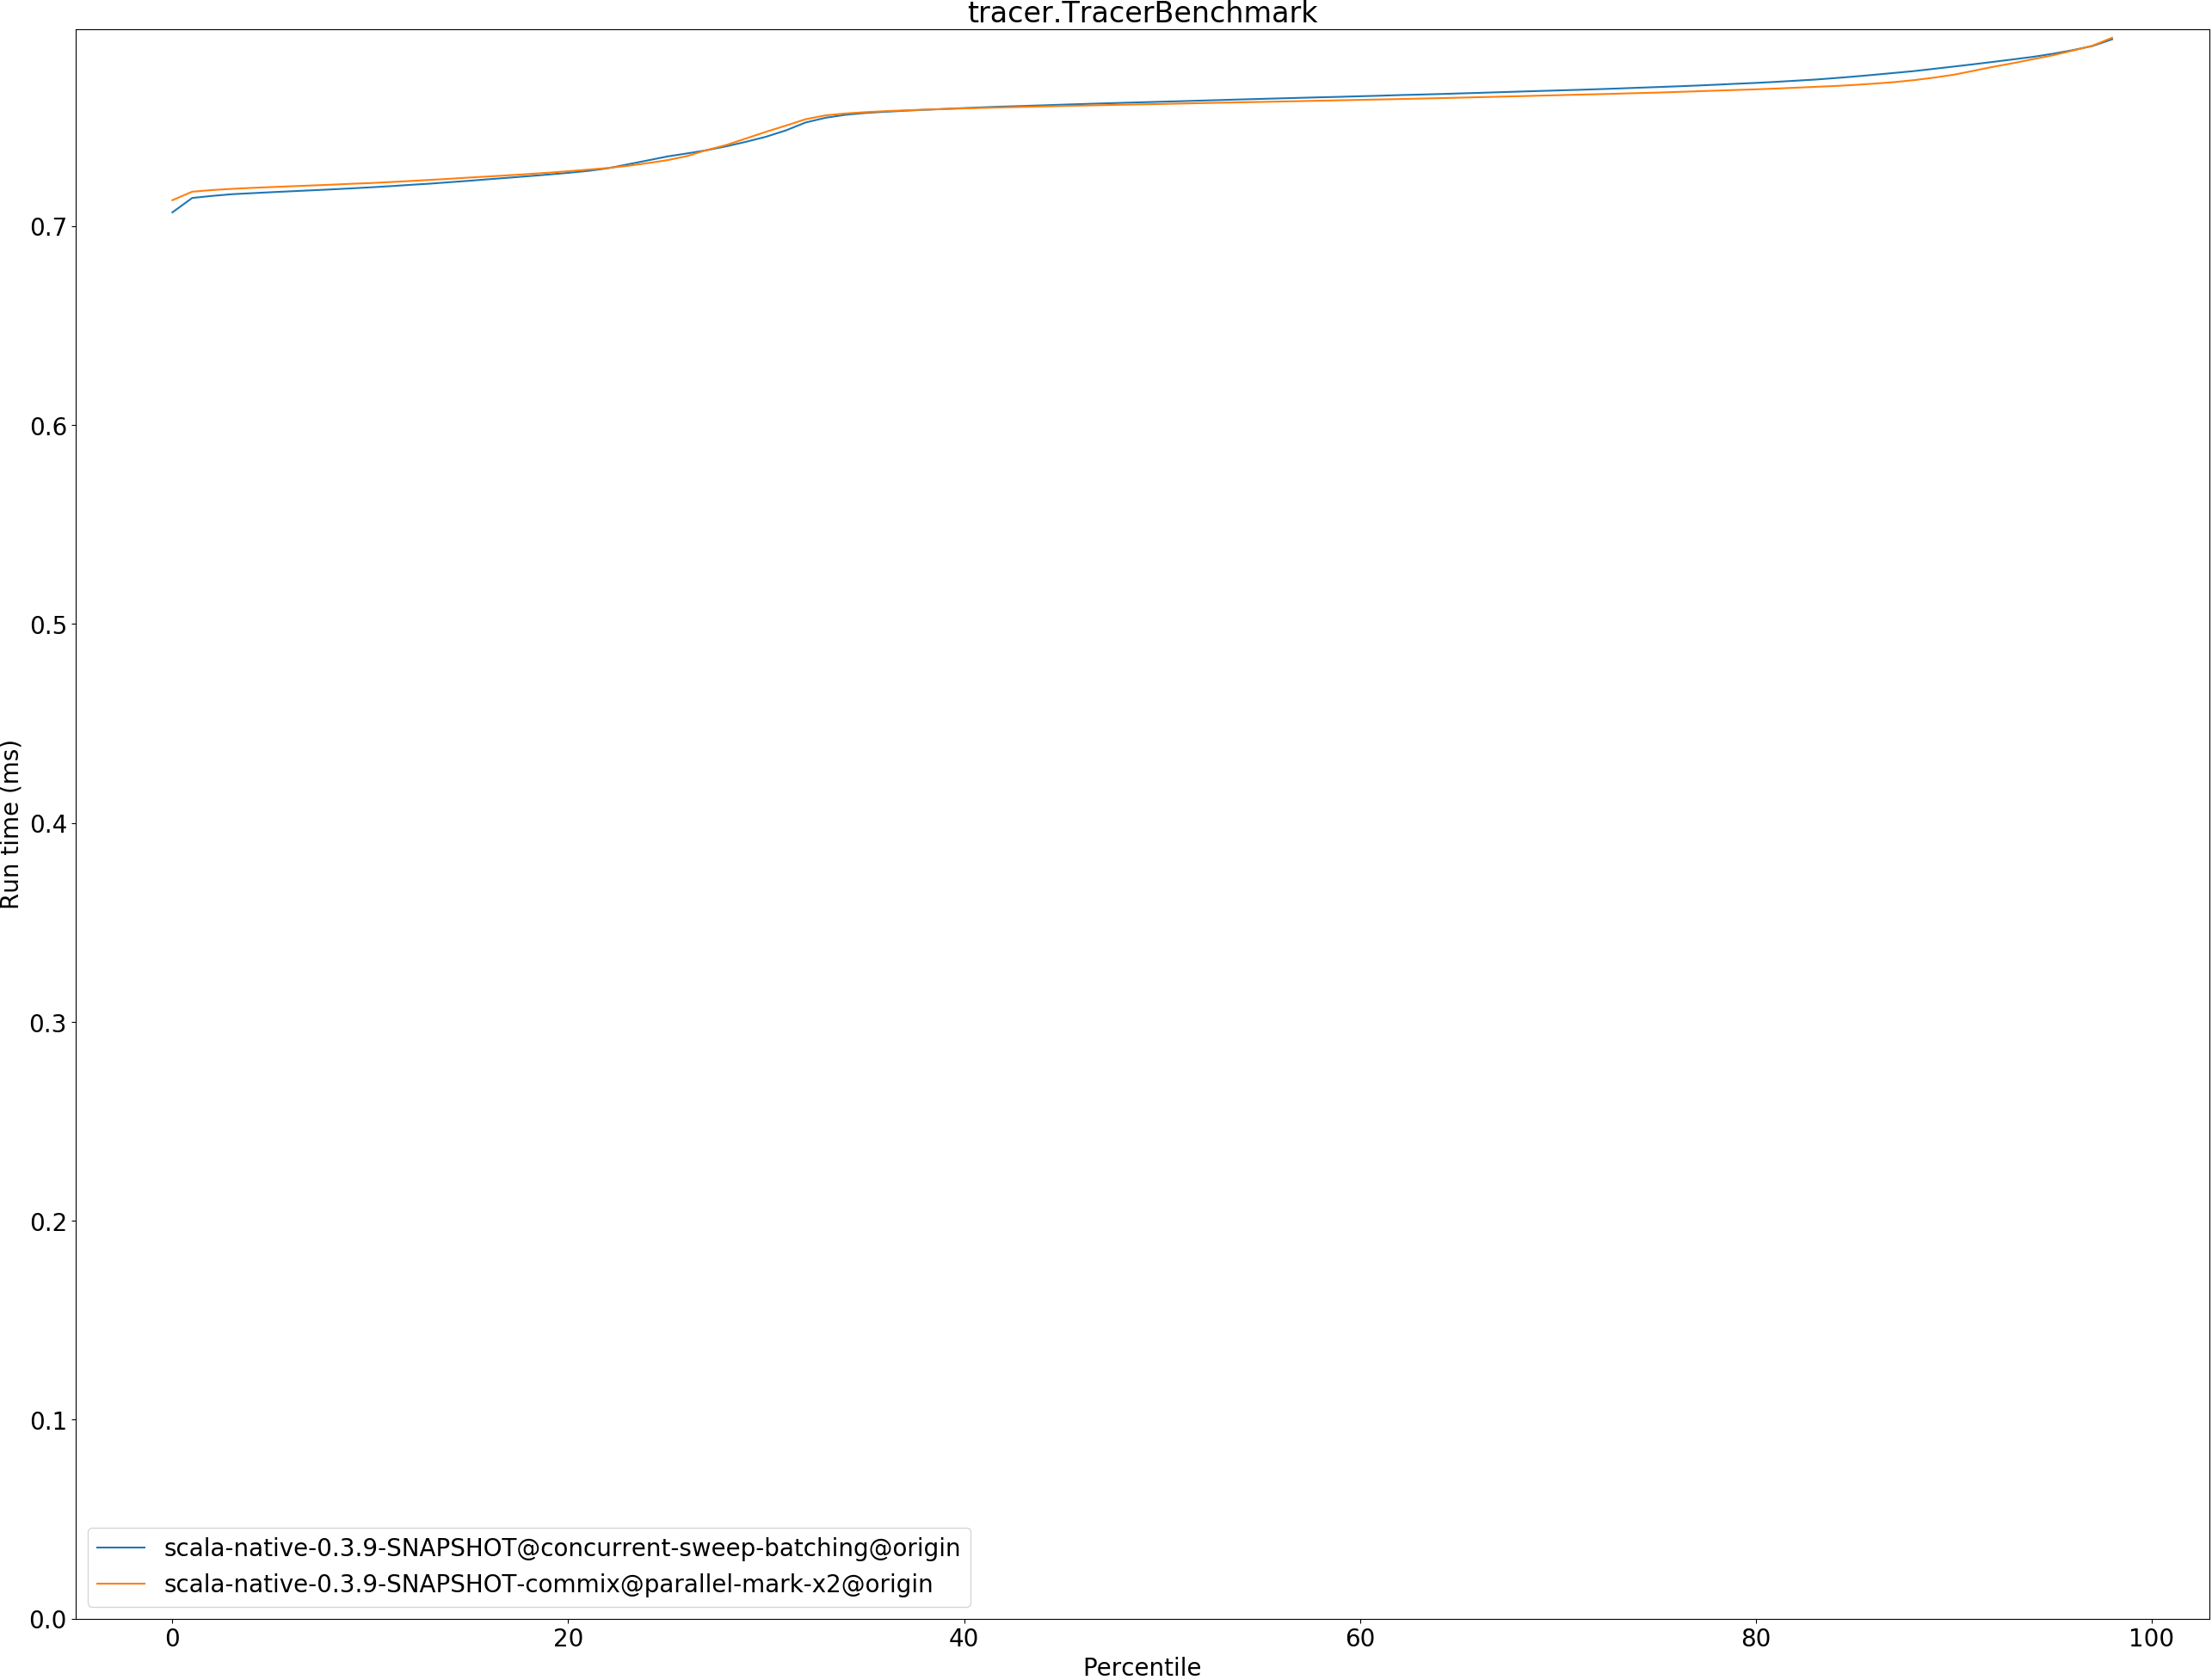 tracer.TracerBenchmark
Run time (ms)
0.7
0.6
0.5
0.4
0.3
0.2
0.1
0.0
scala-native-0.3.9-SNAPSHOT@concurrent-sweep-batching@origin
scala-native-0.3.9-SNAPSHOT-commix@parallel-mark-x2@origin
0 20 40 60 80 100
Percentile